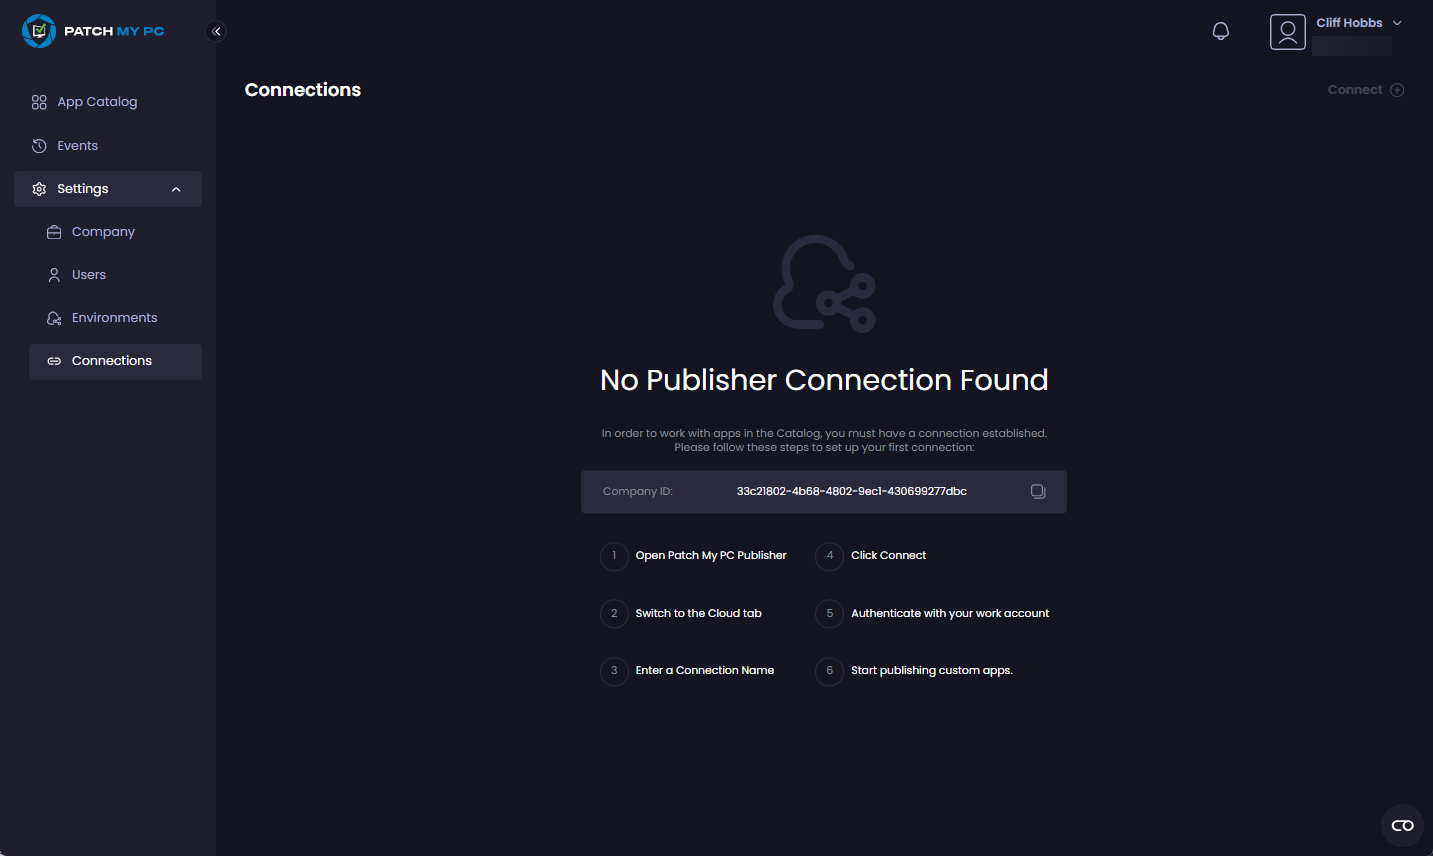 PATCH MY PC
Cliff Hobbs
Connections
Connect
App Catalog
Events
Settings
Company
Users
Environments
Connections
No Publisher Connection Found
In order to work with apps in the Catalog, you must have a connection established.
Please follow these steps to set up your first connection:
Company ID: 33c21802-4b68-4802-9ec1-430699277dbc
1 Open Patch My PC Publisher
2 Switch to the Cloud tab
3 Enter a Connection Name
4 Click Connect
5 Authenticate with your work account
6 Start publishing custom apps.